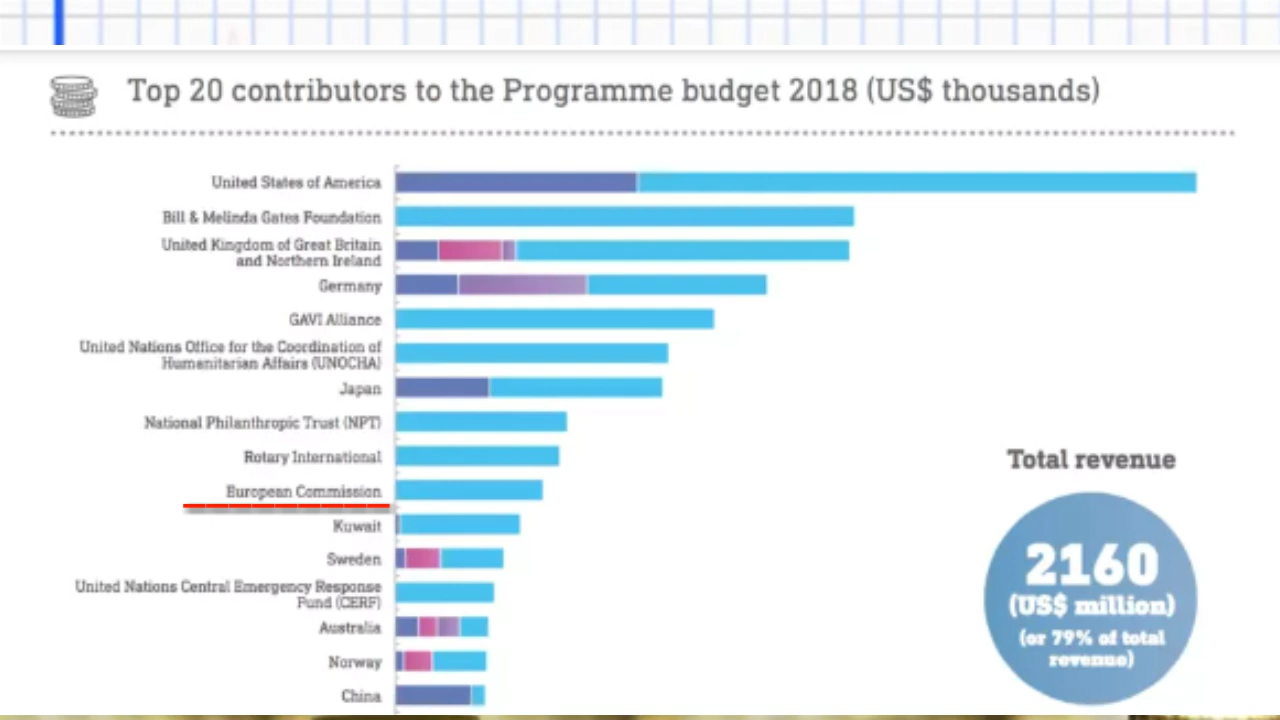 Top 20 contributors to the Programme budget 2018 (US$ thousands)
United States of America
Bill & Melinda Gates Foundation
United Kingdom of Great Britain
and Northern Ireland
Germany
GAVI Alliance
United Nations Office for the Coordination of
Humanitarian Affairs (UNOCHA)
Japan
National Philanthropic Trust (NPT)
Rotary International
European Commission
Kuwait
Sweden
United Nations Central Emergency Response
Fund (CERF)
Australia
Norway
China
Total revenue
2160
(US$ million)
(or 79% of total
revenue)